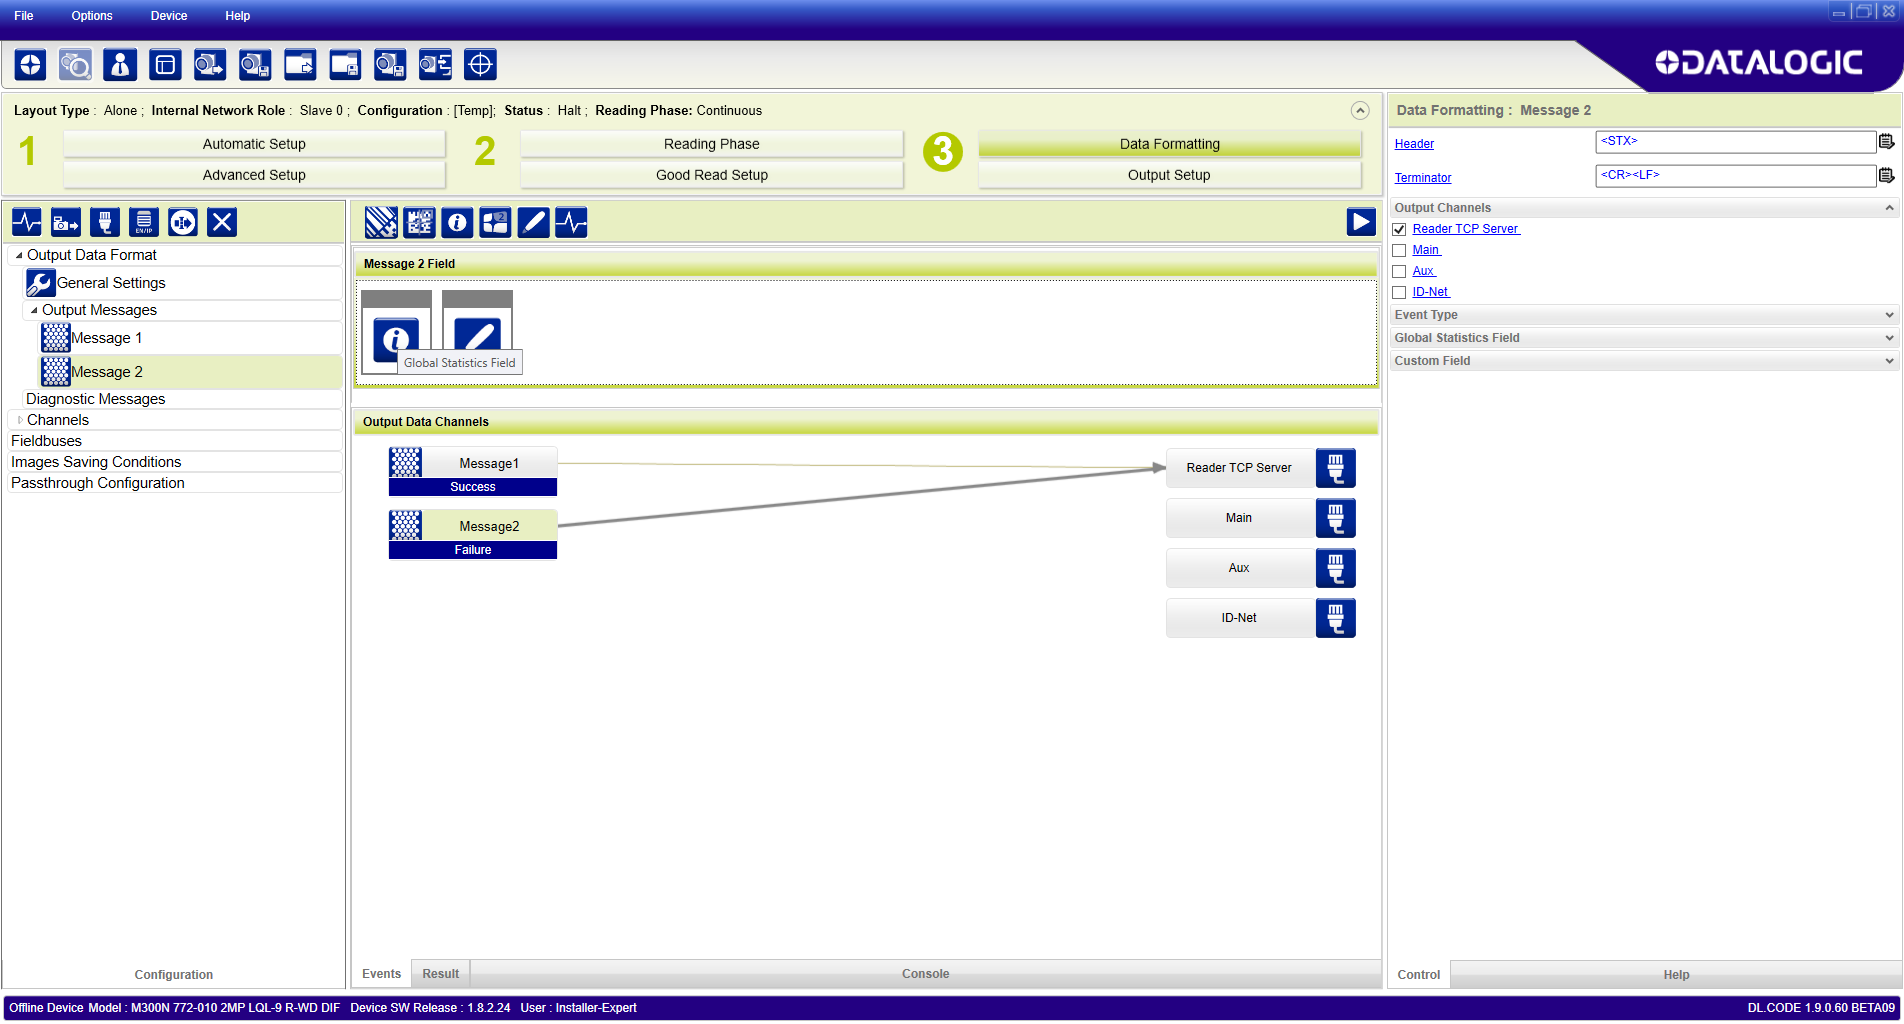 File Options Device Help
DATALOGIC
Layout Type : Alone ; Internal Network Role : Slave 0 ; Configuration : [Temp]; Status : Halt ; Reading Phase: Continuous
1
Automatic Setup
Advanced Setup
2
Reading Phase
Good Read Setup
3
Data Formatting
Output Setup
EN/IP
Output Data Format
General Settings
Output Messages
Message 1
Message 2
Diagnostic Messages
Channels
Fieldbuses
Images Saving Conditions
Passthrough Configuration
Configuration
Message 2 Field
Global Statistics Field
Output Data Channels
Message1
Success
Message2
Failure
Reader TCP Server
Main
Aux
ID-Net
Events Result Console
Data Formatting : Message 2
Header <STX>
Terminator <CR><LF>
Output Channels
Reader TCP Server
Main
Aux
ID-Net
Event Type
Global Statistics Field
Custom Field
Control Help
Offline Device Model : M300N 772-010 2MP LQL-9 R-WD DIF Device SW Release : 1.8.2.24 User : Installer-Expert
DL.CODE 1.9.0.60 BETA09